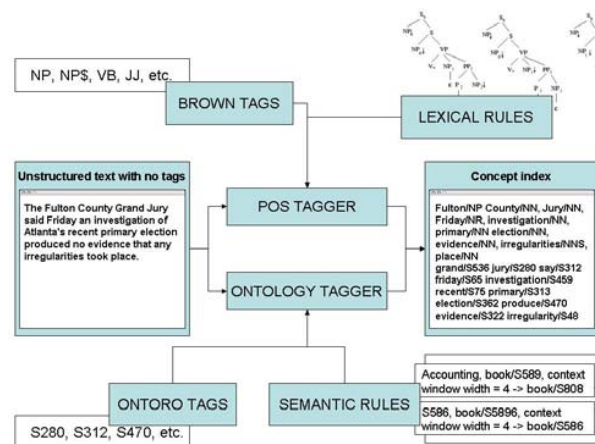 NP, NP$, VB, JJ, etc.
BROWN TAGS
LEXICAL RULES
Unstructured text with no tags
The Fulton County Grand Jury
said Friday an investigation of
Atlanta's recent primary election
produced no evidence that any
irregularities took place.
POS TAGGER
ONTOLOGY TAGGER
Concept index
Fulton/NP County/NN, Jury/NN,
Friday/NR, investigation/NN,
primary/NN election/NN,
evidence/NN, irregularities/NNS,
place/NN
grand/S536 jury/S280 say/S312
friday/S65 investigation/S459
recent/S75 primary/S313
election/S362 produce/S470
evidence/S322 irregularity/S48
ONTORO TAGS
SEMANTIC RULES
S280, S312, S470, etc.
Accounting, book/S589, context
window width = 4 -> book/S808
S586, book/S5896, context
window width = 4 -> book/S586